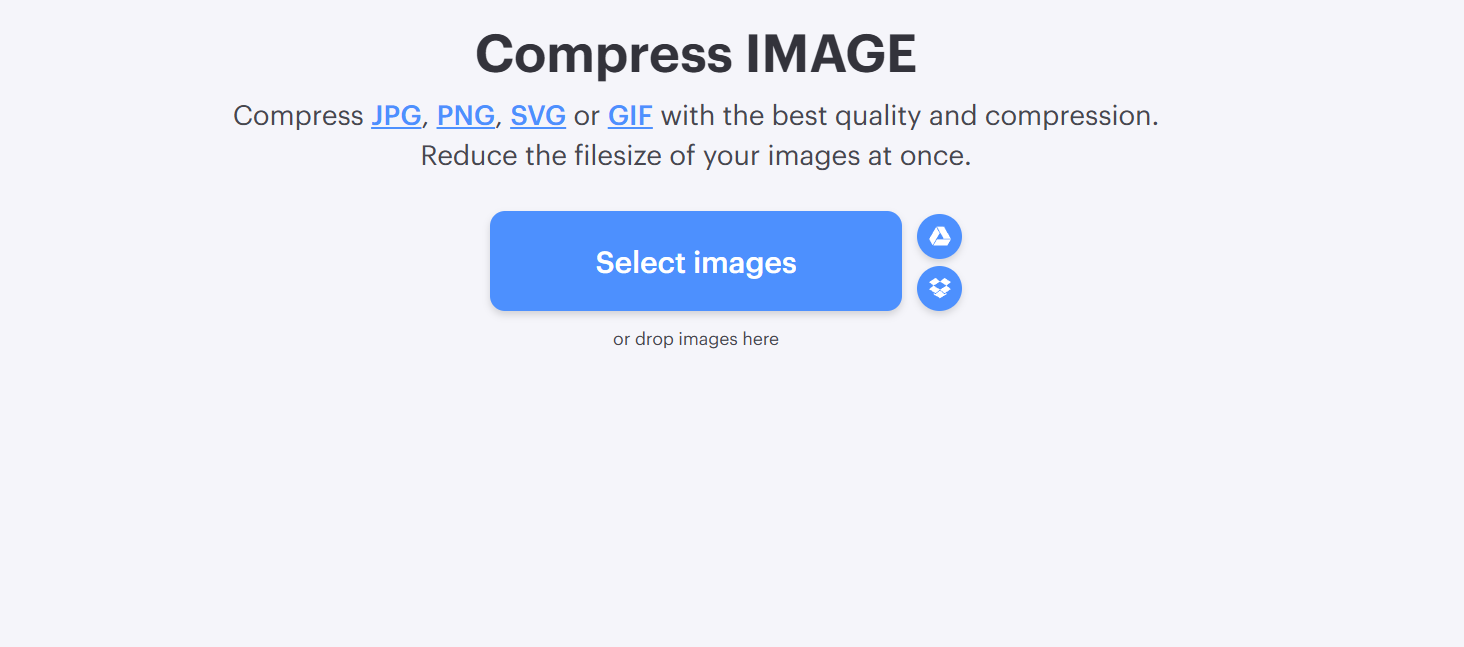 Compress IMAGE
Compress JPG, PNG, SVG or GIF with the best quality and compression.
Reduce the filesize of your images at once.
Select images
or drop images here